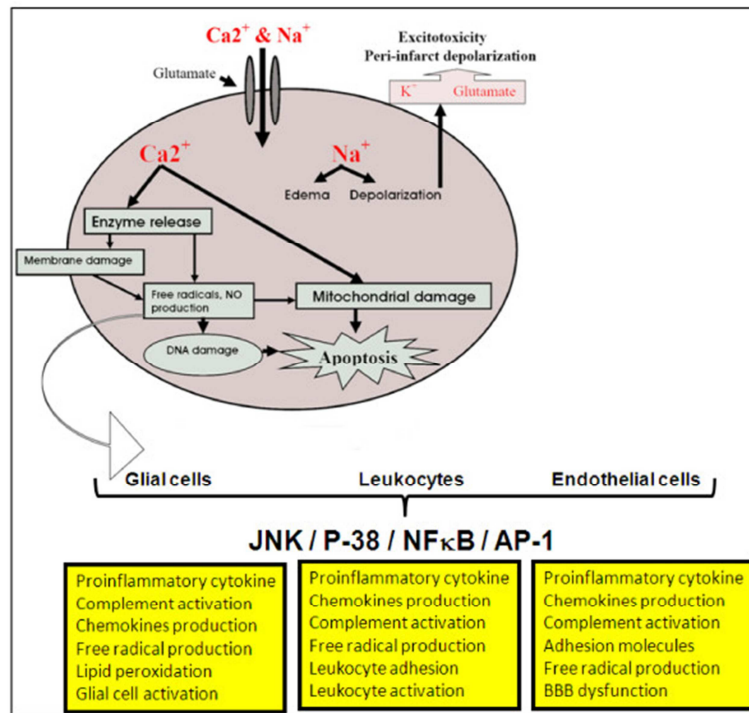 Ca2+ & Na+
Glutamate
Excitotoxicity
Peri-infarct depolarization
K+ Glutamate
Ca2+
Na+
Edema Depolarization
Enzyme release
Membrane damage
Free radicals, NO
production
Mitochondrial damage
DNA damage
Apoptosis
Glial cells Leukocytes Endothelial cells
JNK / P-38 / NFκB / AP-1
Proinflammatory cytokine
Complement activation
Chemokines production
Free radical production
Lipid peroxidation
Glial cell activation
Proinflammatory cytokine
Chemokines production
Complement activation
Free radical production
Leukocyte adhesion
Leukocyte activation
Proinflammatory cytokine
Chemokines production
Complement activation
Adhesion molecules
Free radical production
BBB dysfunction